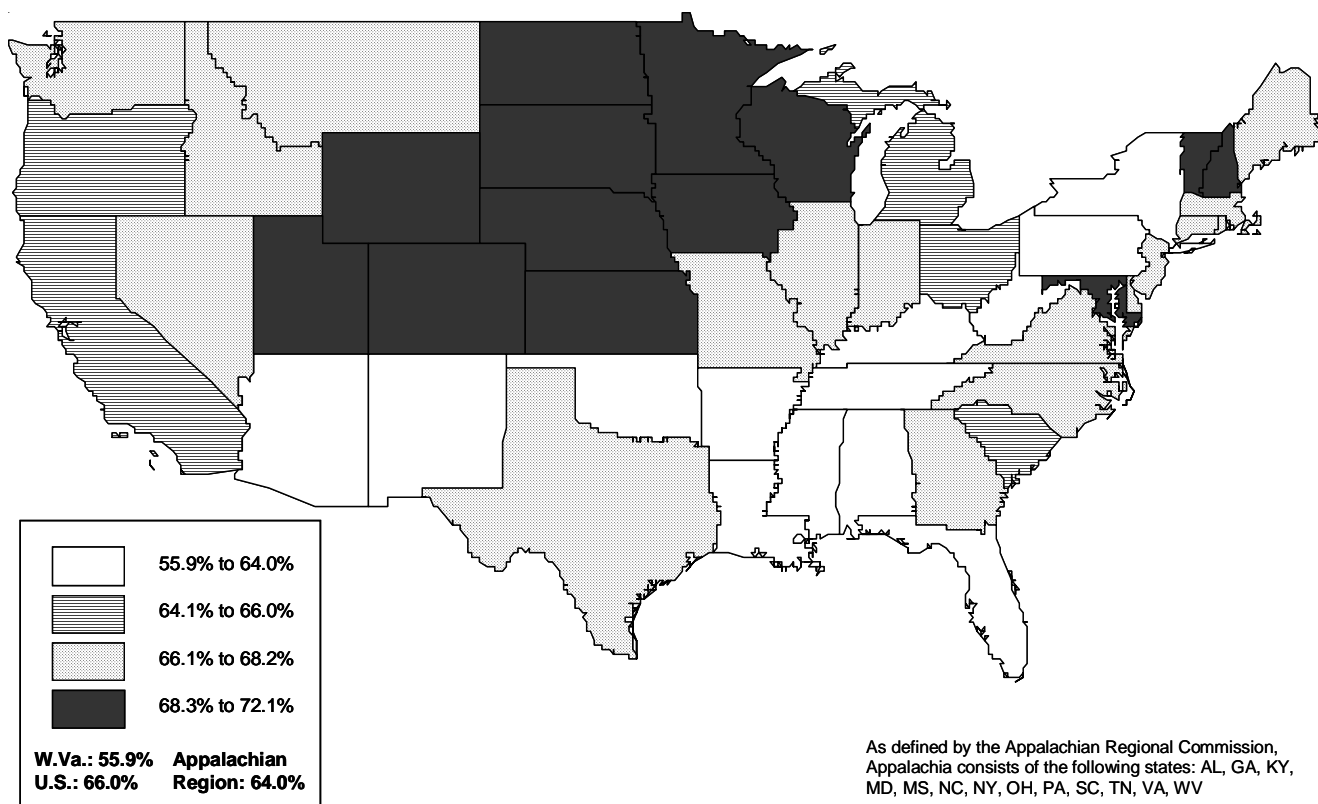 55.9% to 64.0%
64.1% to 66.0%
66.1% to 68.2%
68.3% to 72.1%
W.Va.: 55.9% Appalachian
U.S.: 66.0% Region: 64.0%
As defined by the Appalachian Regional Commission,
Appalachia consists of the following states: AL, GA, KY,
MD, MS, NC, NY, OH, PA, SC, TN, VA, WV